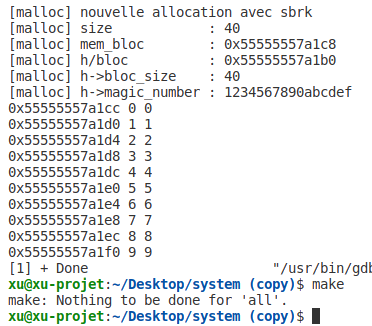 [malloc] nouvelle allocation avec sbrk
[malloc] size : 40
[malloc] mem_bloc : 0x55555557a1c8
[malloc] h/bloc : 0x55555557a1b0
[malloc] h->bloc_size : 40
[malloc] h->magic_number : 1234567890abcdef
0x55555557a1cc 0 0
0x55555557a1d0 1 1
0x55555557a1d4 2 2
0x55555557a1d8 3 3
0x55555557a1dc 4 4
0x55555557a1e0 5 5
0x55555557a1e4 6 6
0x55555557a1e8 7 7
0x55555557a1ec 8 8
0x55555557a1f0 9 9
[1] + Done "/usr/bin/gdb
xu@xu-projet:~/Desktop/system (copy)$ make
make: Nothing to be done for 'all'.
xu@xu-projet:~/Desktop/system (copy)$